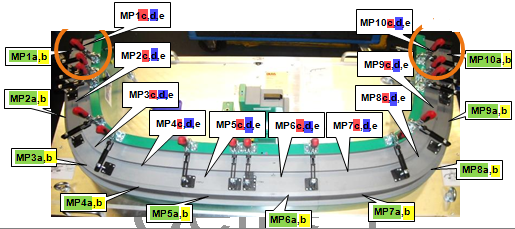 MP1c,d,e
MP10c,d,e
MP1a,b
MP2c,d,e
MP9c,d,e
MP10a,b
MP2a,b
MP3c,d,e
MP8c,d,e
MP9a,b
MP4c,d,e
MP5c,d,e
MP6c,d,e
MP7c,d,e
MP3a,b
MP8a,b
MP4a,b
MP5a,b
MP6a,b
MP7a,b